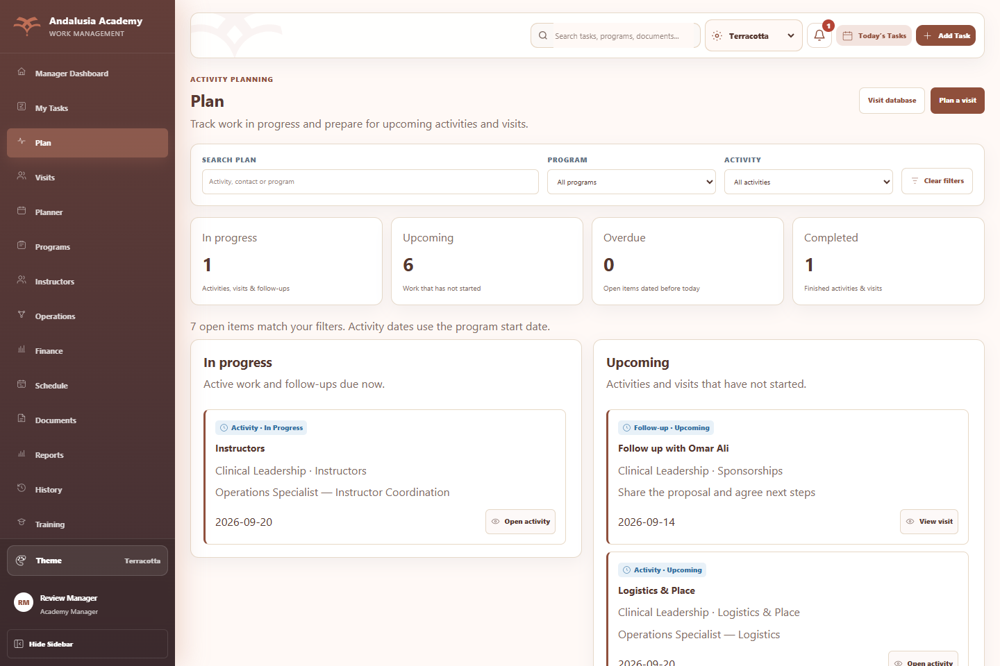 Andalusia Academy
WORK MANAGEMENT
Manager Dashboard
My Tasks
Plan
Visits
Planner
Programs
Instructors
Operations
Finance
Schedule
Documents
Reports
History
Training
Theme Terracotta
RM
Review Manager
Academy Manager
Hide Sidebar
Search tasks, programs, documents...
Terracotta
1
Today's Tasks
Add Task
ACTIVITY PLANNING
Plan
Track work in progress and prepare for upcoming activities and visits.
Visit database
Plan a visit
SEARCH PLAN
Activity, contact or program
PROGRAM
All programs
ACTIVITY
All activities
Clear filters
In progress
1
Activities, visits & follow-ups
Upcoming
6
Work that has not started
Overdue
0
Open items dated before today
Completed
1
Finished activities & visits
7 open items match your filters. Activity dates use the program start date.
In progress
Active work and follow-ups due now.
Activity · In Progress
Instructors
Clinical Leadership · Instructors
Operations Specialist — Instructor Coordination
2026-09-20
Open activity
Upcoming
Activities and visits that have not started.
Follow-up · Upcoming
Follow up with Omar Ali
Clinical Leadership · Sponsorships
Share the proposal and agree next steps
2026-09-14
View visit
Activity · Upcoming
Logistics & Place
Clinical Leadership · Logistics & Place
Operations Specialist — Logistics
2026-09-20
Open activity